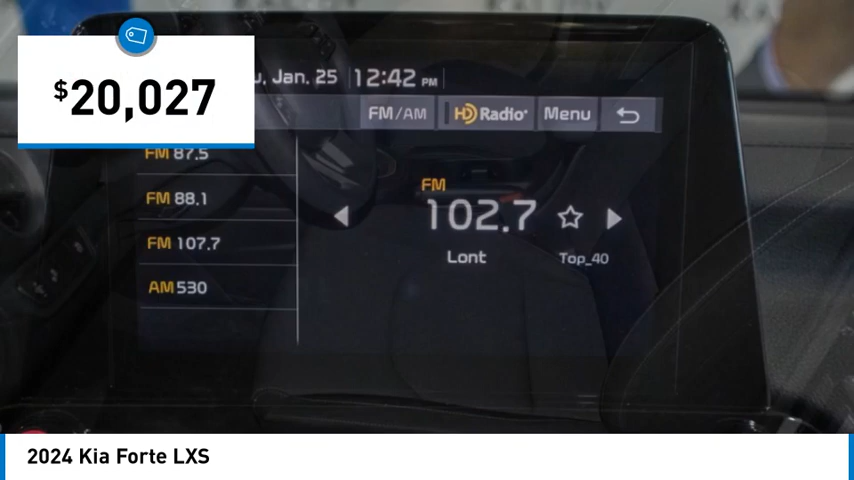 $20,027
u, Jan. 25 12:42 PM
FM/AM HD Radio Menu
FM 87.5
FM 88.1
FM 107.7
AM 530
FM
102.7
Lont Top_40
2024 Kia Forte LXS